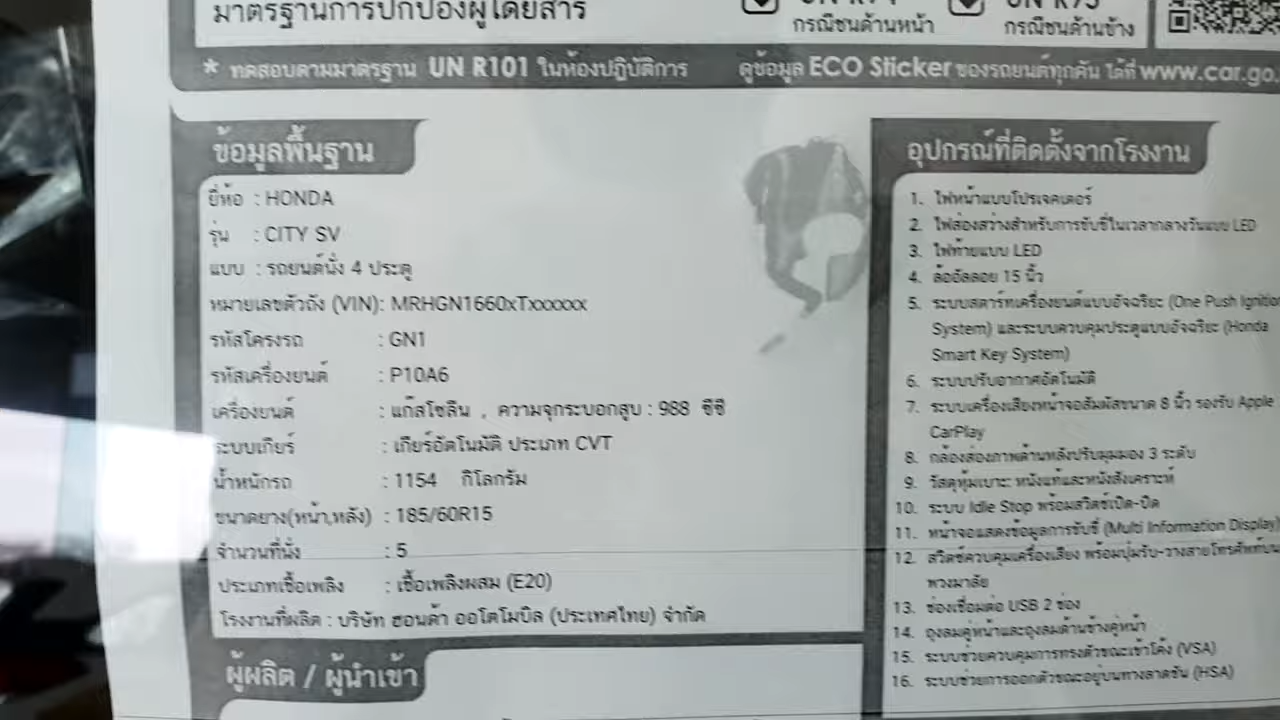 มาตรฐานการปกป้องผู้โดยสาร
กรณีชนด้านหน้า
กรณีชนด้านข้าง
* ทดสอบตามมาตรฐาน UN R101 ในห้องปฏิบัติการ
ดูข้อมูล ECO Sticker ของรถยนต์ทุกคัน ได้ที่ www.car.go.
ข้อมูลพื้นฐาน
ยี่ห้อ : HONDA
รุ่น : CITY SV
แบบ : รถยนต์นั่ง 4 ประตู
หมายเลขตัวถัง (VIN): MRHGN1660xTxxxxxx
รหัสโครงรถ : GN1
รหัสเครื่องยนต์ : P10A6
เครื่องยนต์ : แก๊สโซลีน , ความจุกระบอกสูบ : 988 ซีซี
ระบบเกียร์ : เกียร์อัตโนมัติ ประเภท CVT
น้ำหนักรถ : 1154 กิโลกรัม
ขนาดยาง(หน้า,หลัง) : 185/60R15
จำนวนที่นั่ง : 5
ประเภทเชื้อเพลิง : เชื้อเพลิงผสม (E20)
โรงงานที่ผลิต : บริษัท ฮอนด้า ออโตโมบิล (ประเทศไทย) จำกัด
ผู้ผลิต / ผู้นำเข้า
อุปกรณ์ที่ติดตั้งจากโรงงาน
1. ไฟหน้าแบบโปรเจคเตอร์
2. ไฟส่องสว่างสำหรับการขับขี่ในเวลากลางวันแบบ LED
3. ไฟท้ายแบบ LED
4. ล้ออัลลอย 15 นิ้ว
5. ระบบสตาร์ทเครื่องยนต์แบบอัจฉริยะ (One Push Ignitio
System) และระบบควบคุมประตูแบบอัจฉริยะ (Honda
Smart Key System)
6. ระบบปรับอากาศอัตโนมัติ
7. ระบบเครื่องเสียงหน้าจอสัมผัสขนาด 8 นิ้ว รองรับ Apple
CarPlay
8. กล้องส่องภาพด้านหลังปรับมุมมอง 3 ระดับ
9. วัสดุหุ้มเบาะ: หนังแท้และหนังสังเคราะห์
10. ระบบ Idle Stop พร้อมสวิตช์เปิด-ปิด
11. หน้าจอแสดงข้อมูลการขับขี่ (Multi Information Display)
12. สวิตช์ควบคุมเครื่องเสียง พร้อมปุ่มรับ-วางสายโทรศัพท์บน
พวงมาลัย
13. ช่องเชื่อมต่อ USB 2 ช่อง
14. ถุงลมคู่หน้าและถุงลมด้านข้างคู่หน้า
15. ระบบช่วยควบคุมการทรงตัวขณะเข้าโค้ง (VSA)
16. ระบบช่วยการออกตัวขณะอยู่บนทางลาดชัน (HSA)